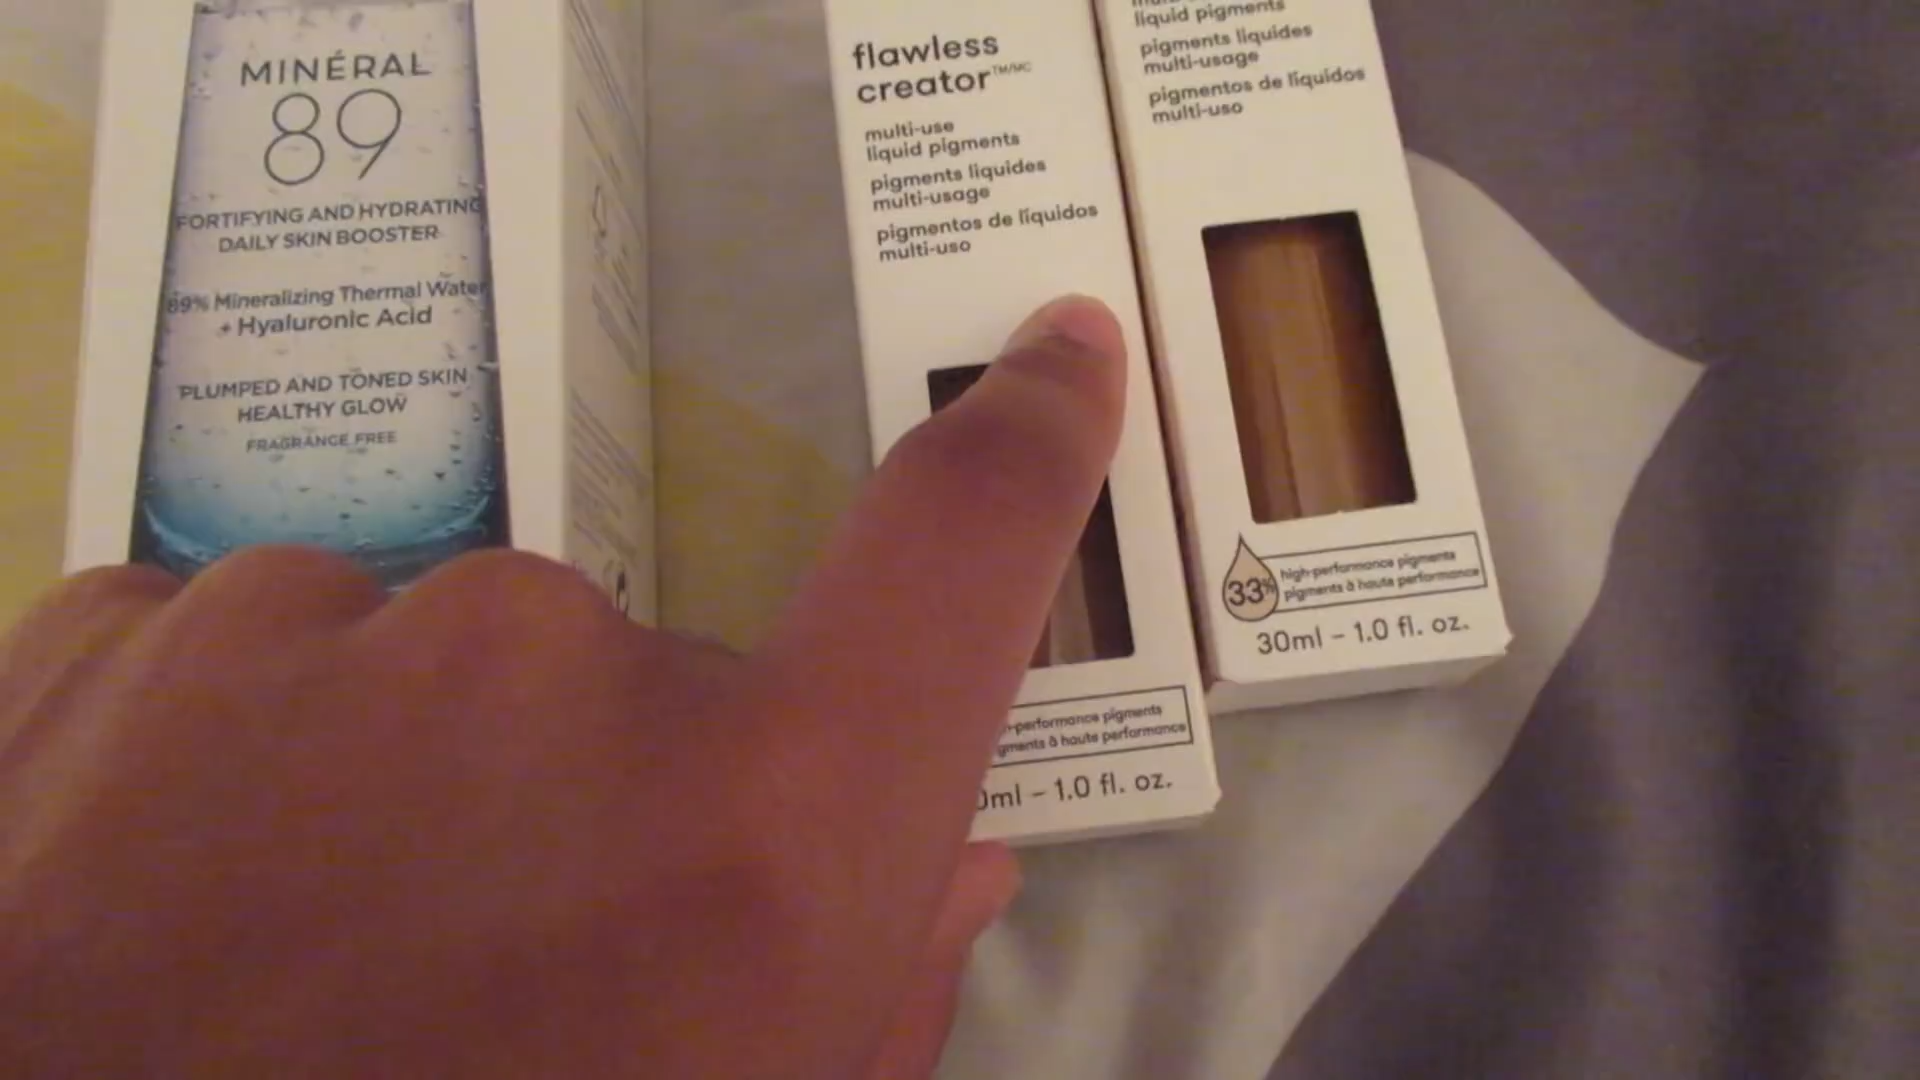 MINÉRAL
89
FORTIFYING AND HYDRATING
DAILY SKIN BOOSTER
89% Mineralizing Thermal Water
+ Hyaluronic Acid
PLUMPED AND TONED SKIN
HEALTHY GLOW
FRAGRANCE FREE
flawless
creator™/MC
multi-use
liquid pigments
pigments liquides
multi-usage
pigmentos de líquidos
multi-uso
-performance pigments
gments à haute performance
0ml – 1.0 fl. oz.
liquid pigments
pigments liquides
multi-usage
pigmentos de líquidos
multi-uso
33%
high-performance pigments
pigments à haute performance
30ml – 1.0 fl. oz.